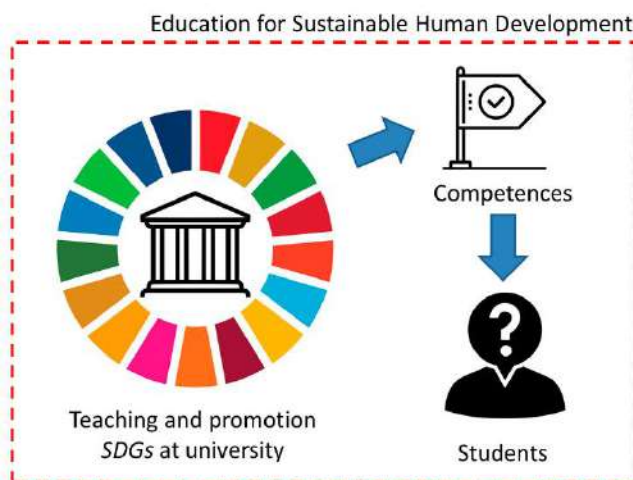 Education for Sustainable Human Development
Competences
?
Teaching and promotion
SDGs at university
Students